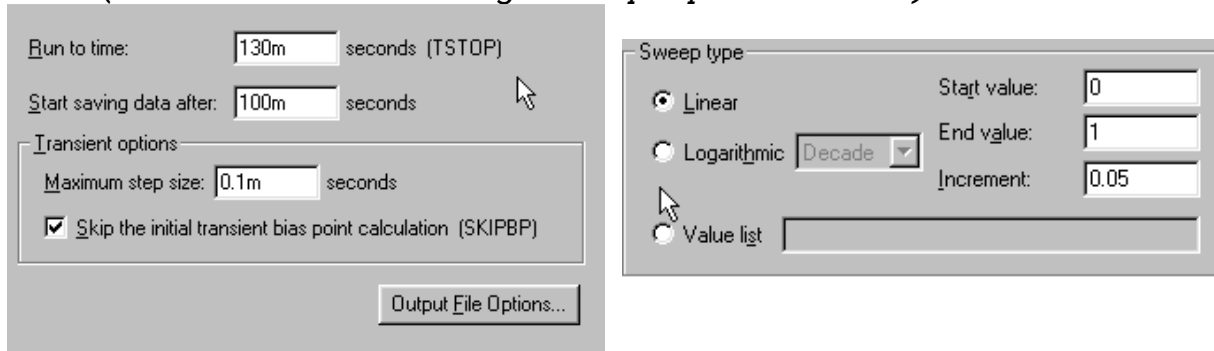 Run to time: 130m seconds (TSTOP)
Start saving data after: 100m seconds
Transient options
Maximum step size: 0.1m seconds
Skip the initial transient bias point calculation (SKIPBP)
Output File Options...
Sweep type
Linear
Logarithmic Decade
Value list
Start value: 0
End value: 1
Increment: 0.05